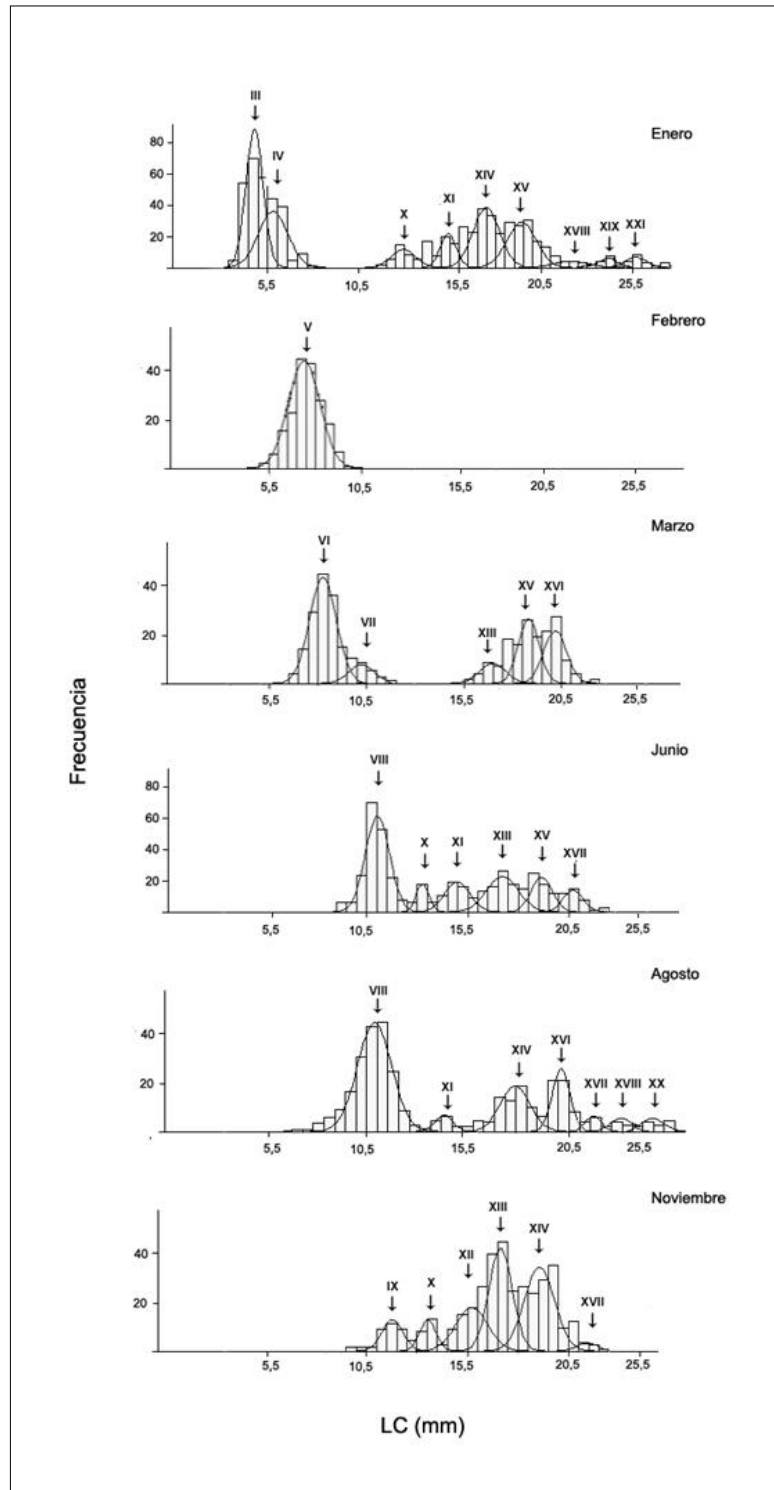 III
IV
X
XI
XIV
XV
XVIII
XIX
XXI
Enero
80
60
40
20
5,5
10,5
15,5
20,5
25,5
Febrero
V
40
20
5,5
10,5
15,5
20,5
25,5
Marzo
VI
VII
XIII
XV
XVI
40
20
5,5
10,5
15,5
20,5
25,5
Frecuencia
Junio
VIII
X
XI
XIII
XV
XVII
80
60
40
20
5,5
10,5
15,5
20,5
25,5
Agosto
VIII
XI
XIV
XVI
XVII
XVIII
XX
40
20
5,5
10,5
15,5
20,5
25,5
Noviembre
IX
X
XII
XIII
XIV
XVII
40
20
5,5
10,5
15,5
20,5
25,5
LC (mm)